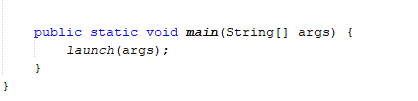 public static void main(String[] args) {
launch(args);
}
}